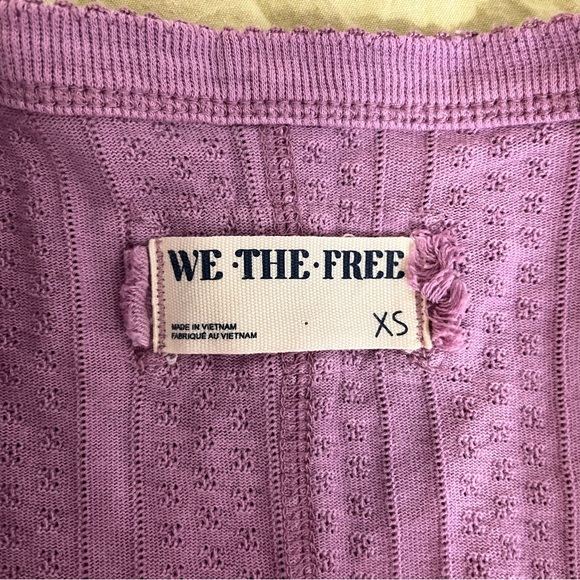 WE·THE·FREE
MADE IN VIETNAM
FABRIQUÉ AU VIETNAM
XS